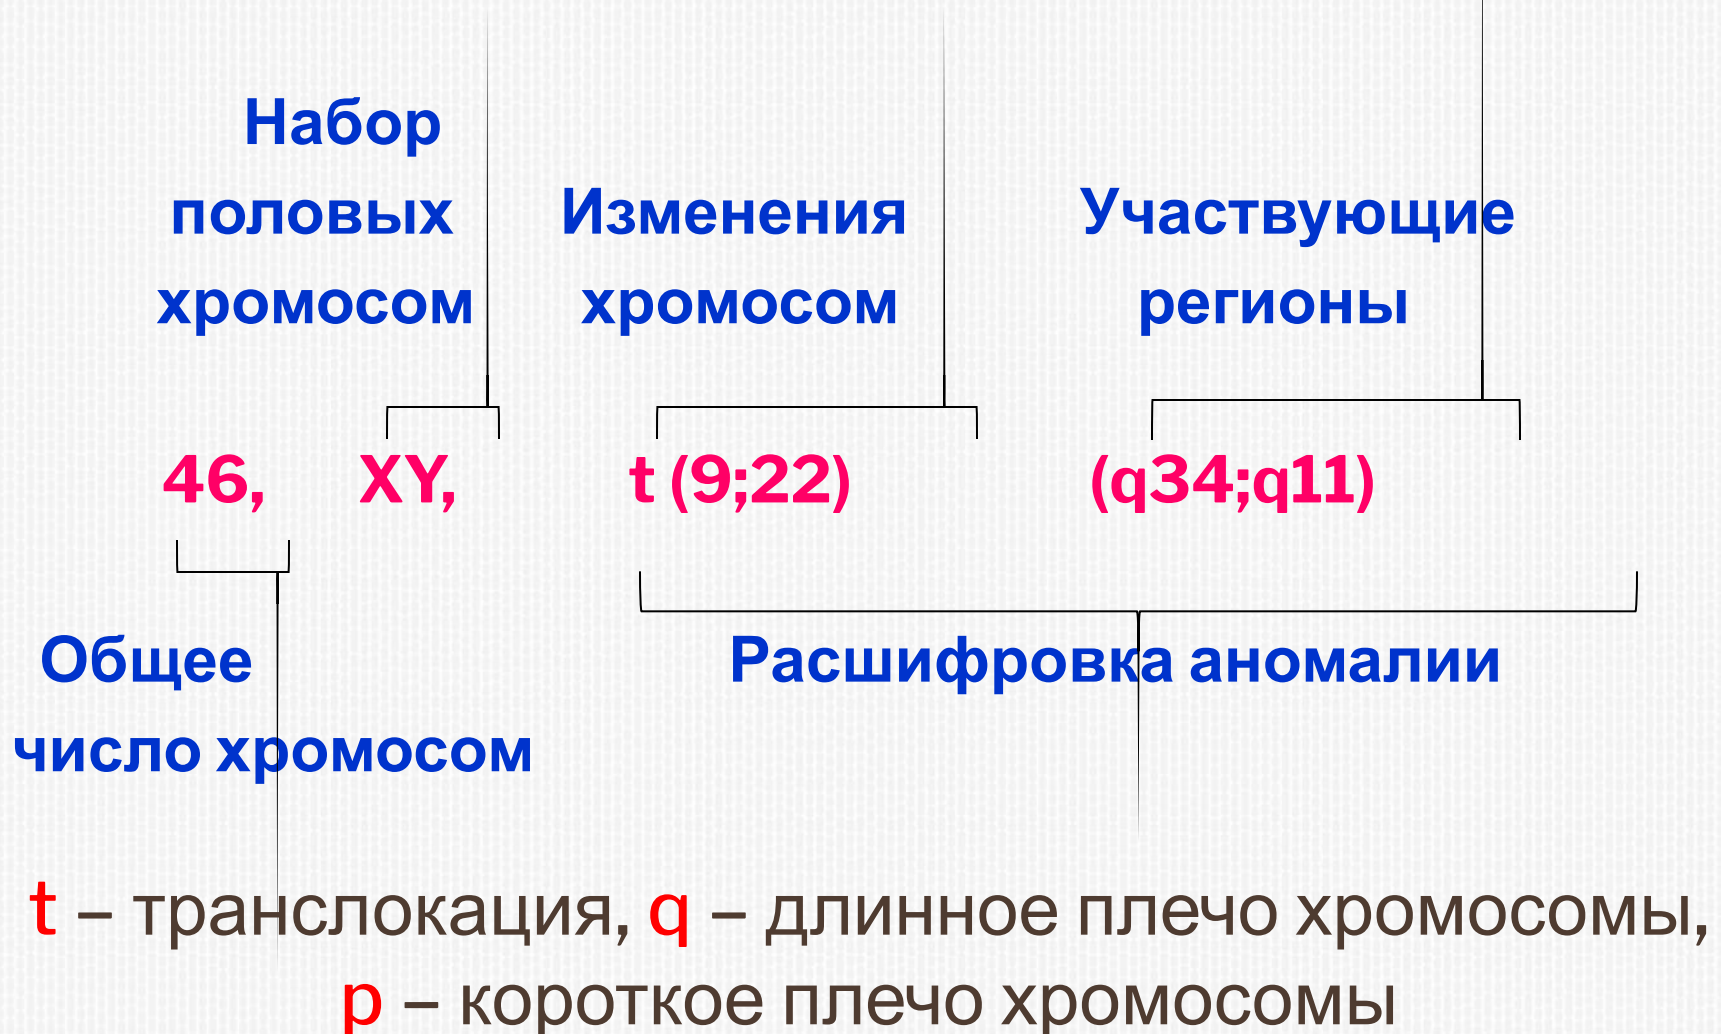 Набор
половых
хромосом
Изменения
хромосом
Участвующие
регионы
46, XY, t (9;22) (q34;q11)
Общее
число хромосом
Расшифровка аномалии
t – транслокация, q – длинное плечо хромосомы,
p – короткое плечо хромосомы